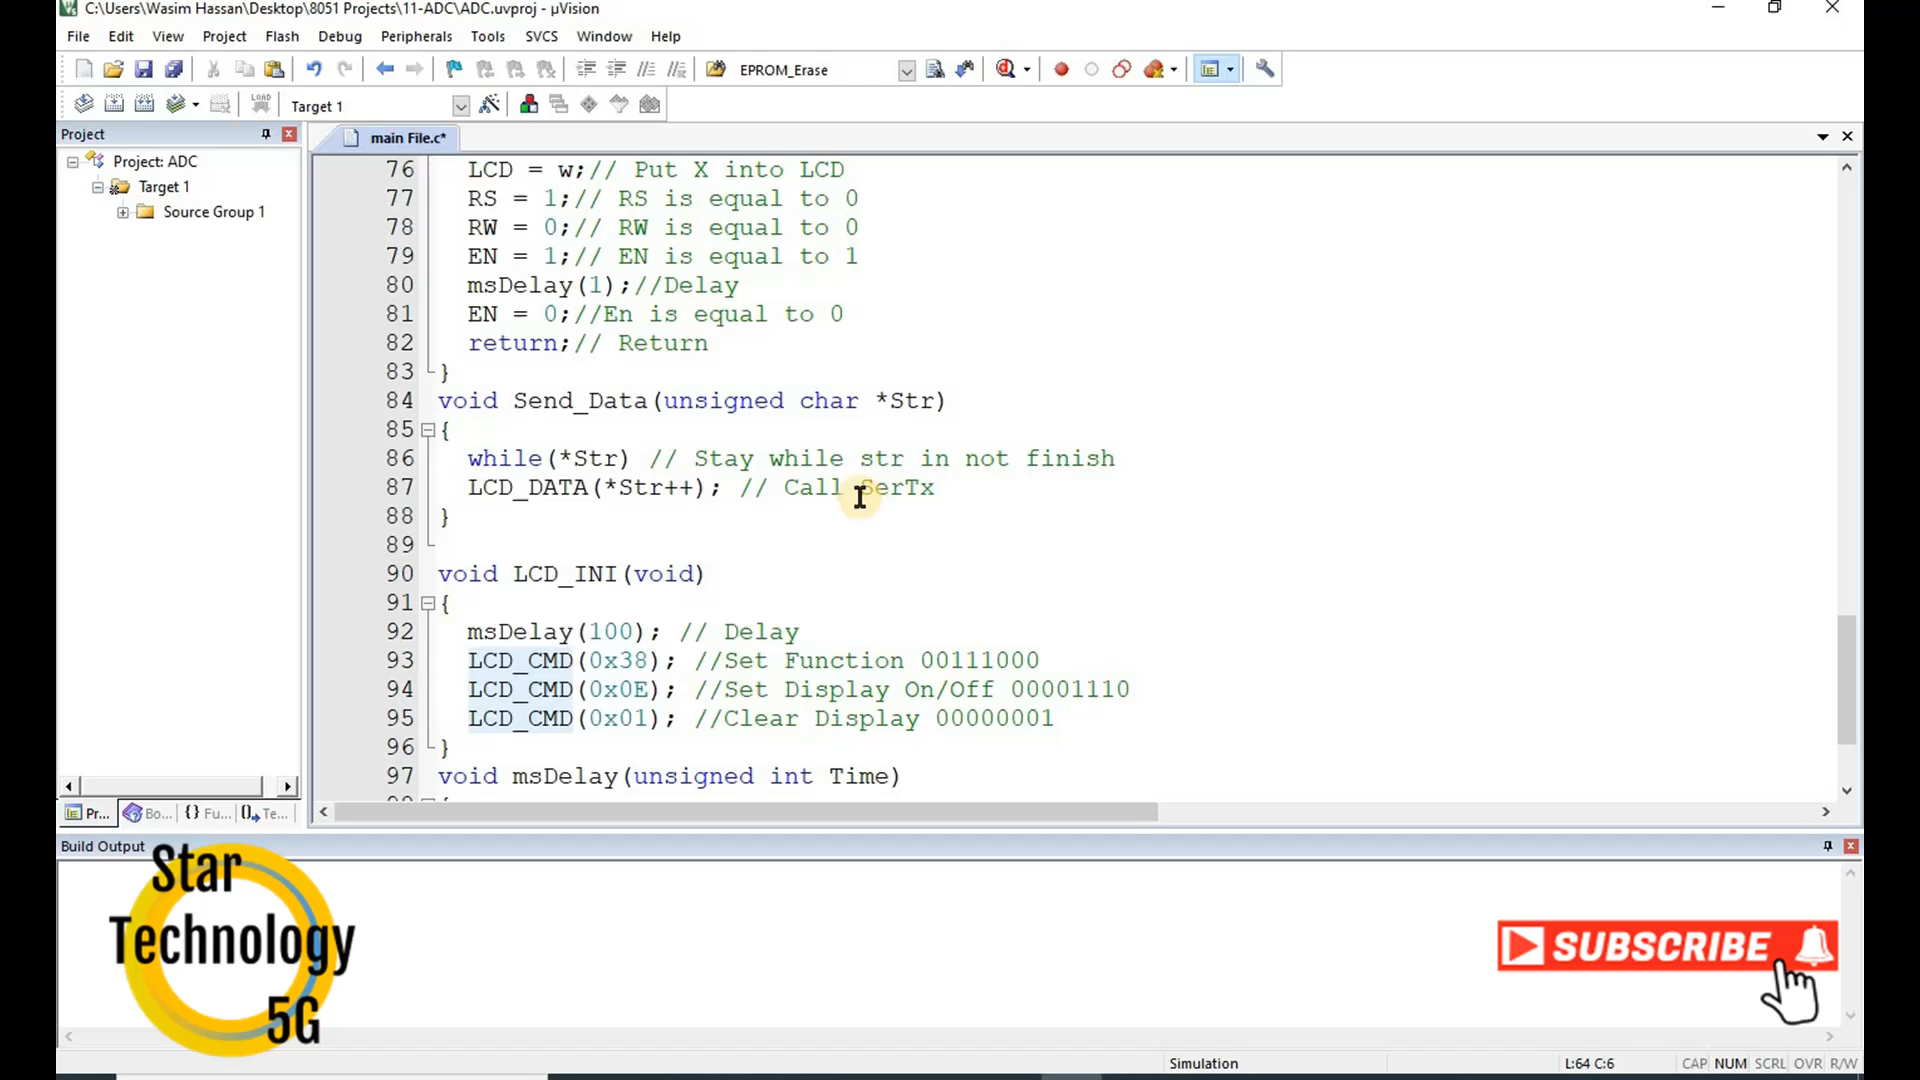 C:\Users\Wasim Hassan\Desktop\8051 Projects\11-ADC\ADC.uvproj - µVision
File Edit View Project Flash Debug Peripherals Tools SVCS Window Help
EPROM_Erase
LOAD Target 1
Project
main File.c*
Project: ADC
Target 1
Source Group 1
76 LCD = w;// Put X into LCD
77 RS = 1;// RS is equal to 0
78 RW = 0;// RW is equal to 0
79 EN = 1;// EN is equal to 1
80 msDelay(1);//Delay
81 EN = 0;//En is equal to 0
82 return;// Return
83 }
84 void Send_Data(unsigned char *Str)
85 {
86 while(*Str) // Stay while str in not finish
87 LCD_DATA(*Str++); // Call SerTx
88 }
89
90 void LCD_INI(void)
91 {
92 msDelay(100); // Delay
93 LCD_CMD(0x38); //Set Function 00111000
94 LCD_CMD(0x0E); //Set Display On/Off 00001110
95 LCD_CMD(0x01); //Clear Display 00000001
96 }
97 void msDelay(unsigned int Time)
Pr... Bo... {} Fu... Te...
Build Output
Star
Technology
5G
SUBSCRIBE
Simulation L:64 C:6 CAP NUM SCRL OVR R/W